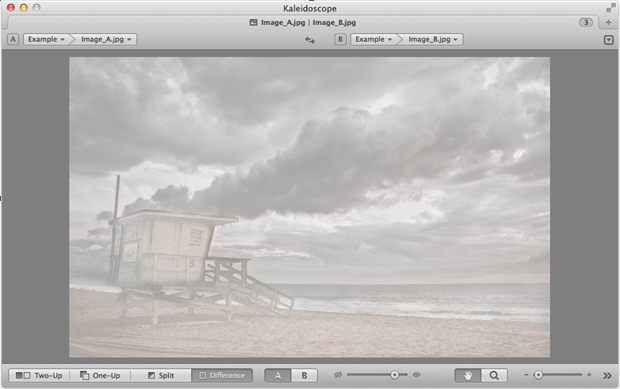 Kaleidoscope
Image_A.jpg | Image_B.jpg
3
A Example Image_A.jpg B Example Image_B.jpg
Two-Up One-Up Split Difference A B